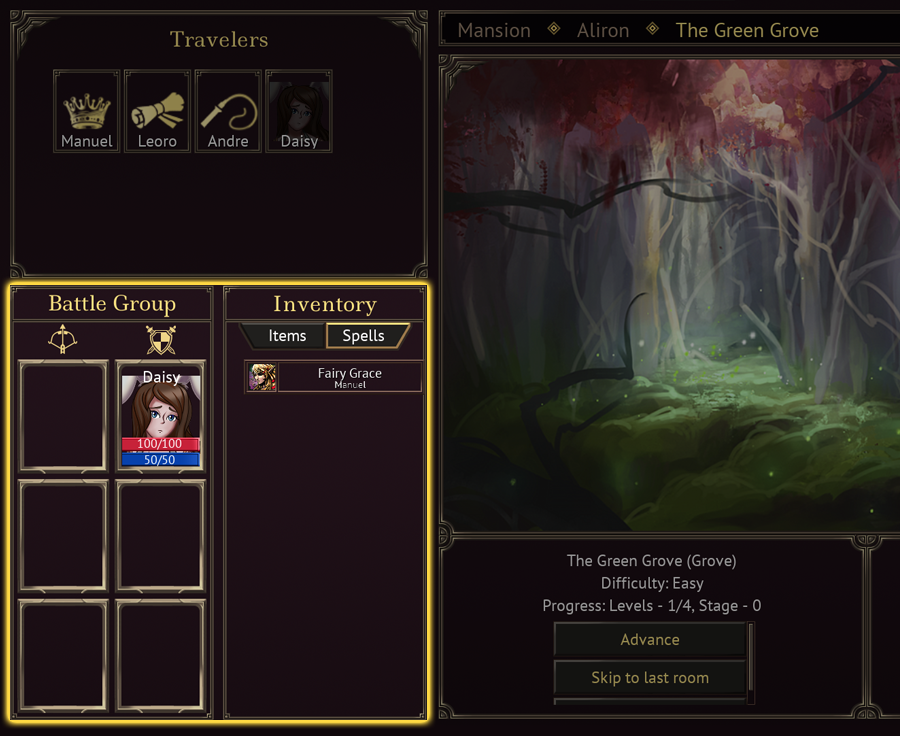 Travelers
Manuel
Leoro
Andre
Daisy
Battle Group
Daisy
100/100
50/50
Inventory
Items
Spells
Fairy Grace
Manuel
Mansion
Aliron
The Green Grove
The Green Grove (Grove)
Difficulty: Easy
Progress: Levels - 1/4, Stage - 0
Advance
Skip to last room